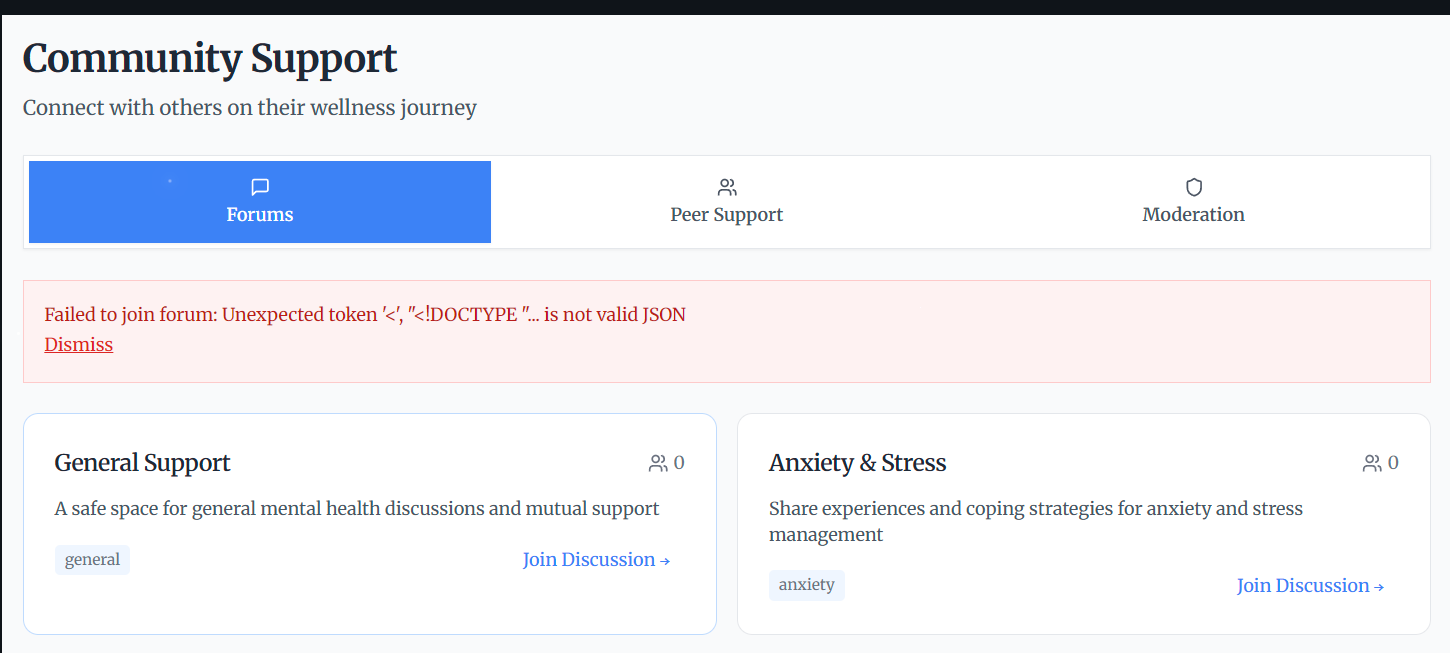 Community Support
Connect with others on their wellness journey
Forums
Peer Support
Moderation
Failed to join forum: Unexpected token '<', "<!DOCTYPE "... is not valid JSON
Dismiss
General Support
0
A safe space for general mental health discussions and mutual support
general
Join Discussion →
Anxiety & Stress
0
Share experiences and coping strategies for anxiety and stress
management
anxiety
Join Discussion →